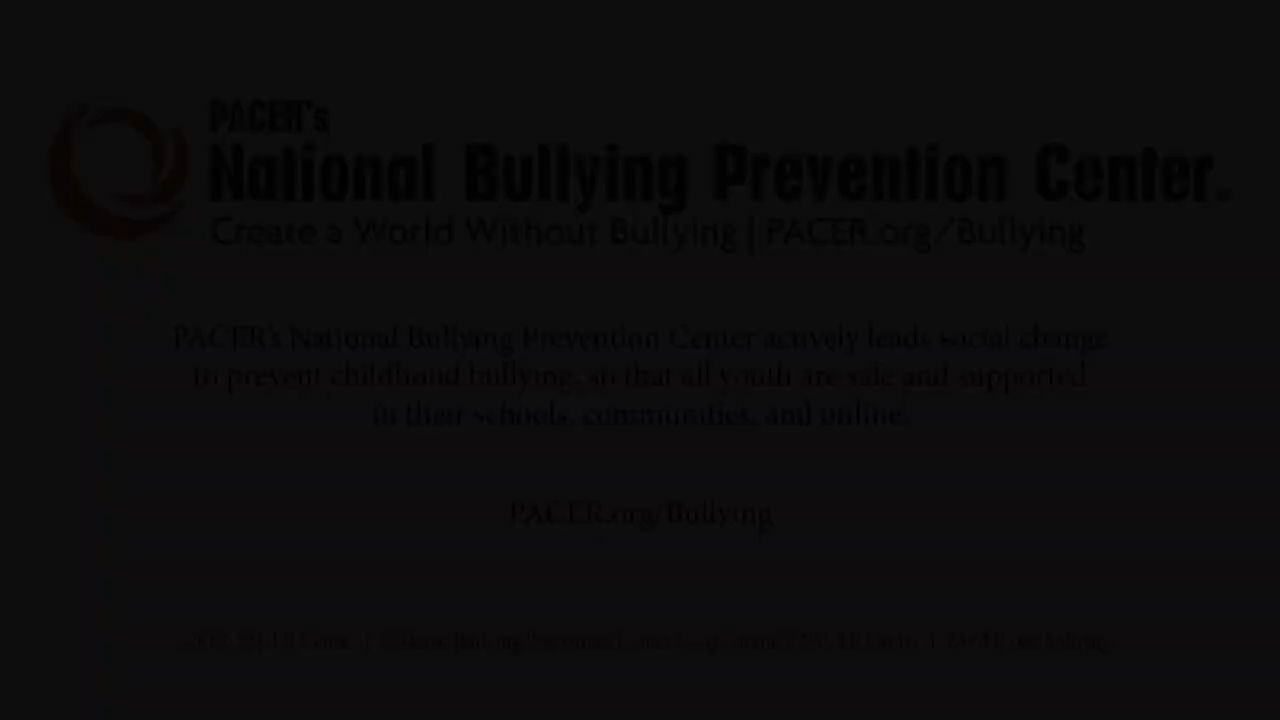 PACER's
National Bullying Prevention Center.
Create a World Without Bullying | PACER.org/Bullying
PACER's National Bullying Prevention Center actively leads social change
to prevent childhood bullying, so that all youth are safe and supported
in their schools, communities, and online.
PACER.org/Bullying